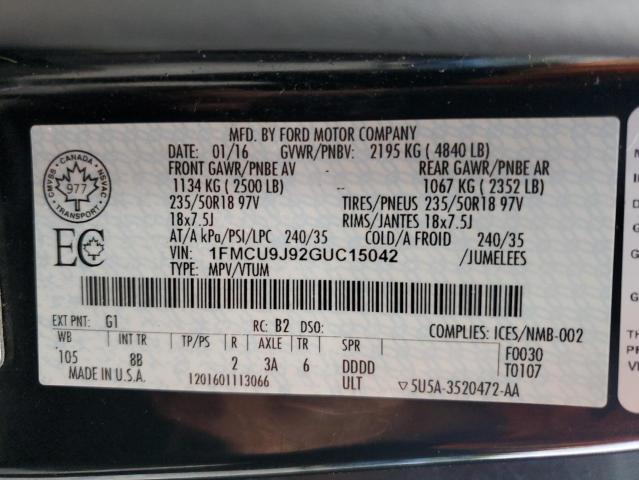 MFD. BY FORD MOTOR COMPANY
DATE: 01/16 GVWR/PNBV: 2195 KG ( 4840 LB)
FRONT GAWR/PNBE AV REAR GAWR/PNBE AR
1134 KG ( 2500 LB) 1067 KG ( 2352 LB)
235/50R18 97V TIRES/PNEUS 235/50R18 97V
18x7.5J RIMS/JANTES 18x7.5J
AT/A kPa/PSI/LPC 240/35 COLD/A FROID 240/35
VIN: 1FMCU9J92GUC15042 /JUMELEES
TYPE: MPV/VTUM
CANADA
CMVSS NSVAC
977
TRANSPORT
EC
EXT PNT: G1 RC: B2 DSO: COMPLIES: ICES/NMB-002
WB INT TR TP/PS R AXLE TR SPR F0030
105 8B 2 3A 6 DDDD T0107
MADE IN U.S.A. 1201601113066 ULT ▽5U5A-3520472-AA